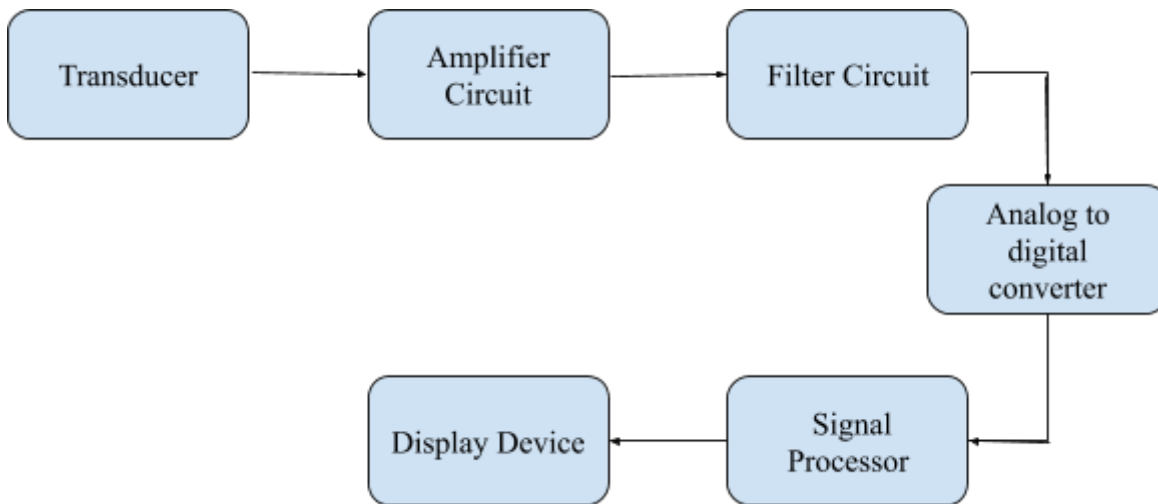 Transducer
Amplifier
Circuit
Filter Circuit
Analog to
digital
converter
Signal
Processor
Display Device